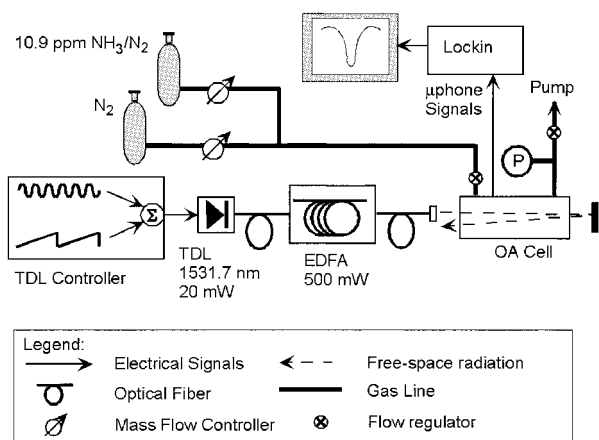 10.9 ppm NH3/N2
N2
Lockin
μphone
Signals
Pump
P
Σ
TDL Controller
TDL
1531.7 nm
20 mW
EDFA
500 mW
OA Cell
Legend:
Electrical Signals
Free-space radiation
Optical Fiber
Gas Line
Mass Flow Controller
Flow regulator